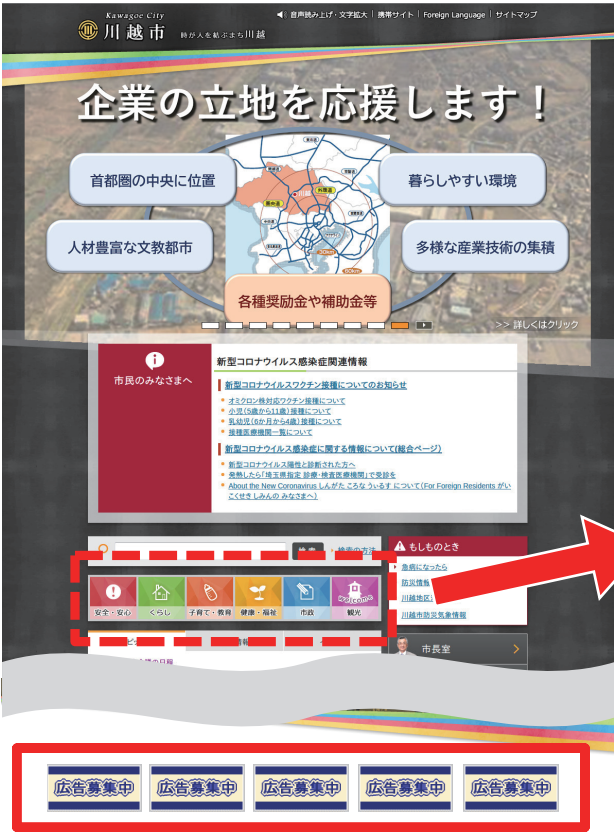 Kawagoe City
川越市
時が人を結ぶまち川越
音声読み上げ・文字拡大 | 携帯サイト | Foreign Language | サイトマップ
企業の立地を応援します！
首都圏の中央に位置
暮らしやすい環境
人材豊富な文教都市
多様な産業技術の集積
各種奨励金や補助金等
>> 詳しくはクリック
市民のみなさまへ
新型コロナウイルス感染症関連情報
新型コロナウイルスワクチン接種についてのお知らせ
オミクロン株対応ワクチン接種について
小児（5歳から11歳）接種について
乳幼児（6か月から4歳）接種について
接種医療機関一覧について
新型コロナウイルス感染症に関する情報について(総合ページ)
新型コロナウイルス陽性と診断された方へ
発熱したら「埼玉県指定 診療・検査医療機関」で受診を
About the New Coronavirus しんがた ころな ういるす について（For Foreign Residents がい
こくせき しみんの みなさまへ）
検索の方法
もしものとき
急病になったら
防災情報
川越地区
川越市防災気象情報
安全・安心
くらし
子育て・教育
健康・福祉
市政
Welcome
観光
市長室
広告募集中
広告募集中
広告募集中
広告募集中
広告募集中